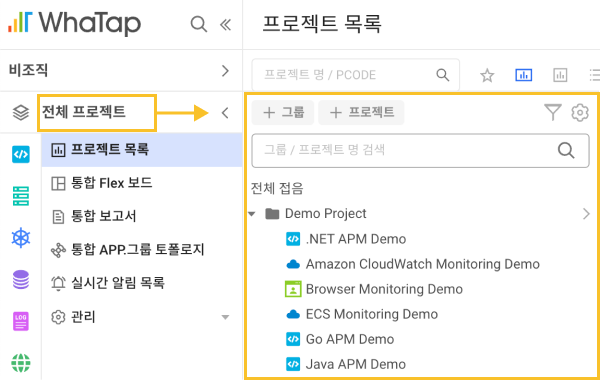 WhaTap
프로젝트 목록
비조직
프로젝트 명 / PCODE
전체 프로젝트
+ 그룹
+ 프로젝트
프로젝트 목록
그룹 / 프로젝트 명 검색
통합 Flex 보드
전체 접음
통합 보고서
Demo Project
통합 APP.그룹 토폴로지
.NET APM Demo
Amazon CloudWatch Monitoring Demo
실시간 알림 목록
Browser Monitoring Demo
관리
ECS Monitoring Demo
LOG
Go APM Demo
Java APM Demo